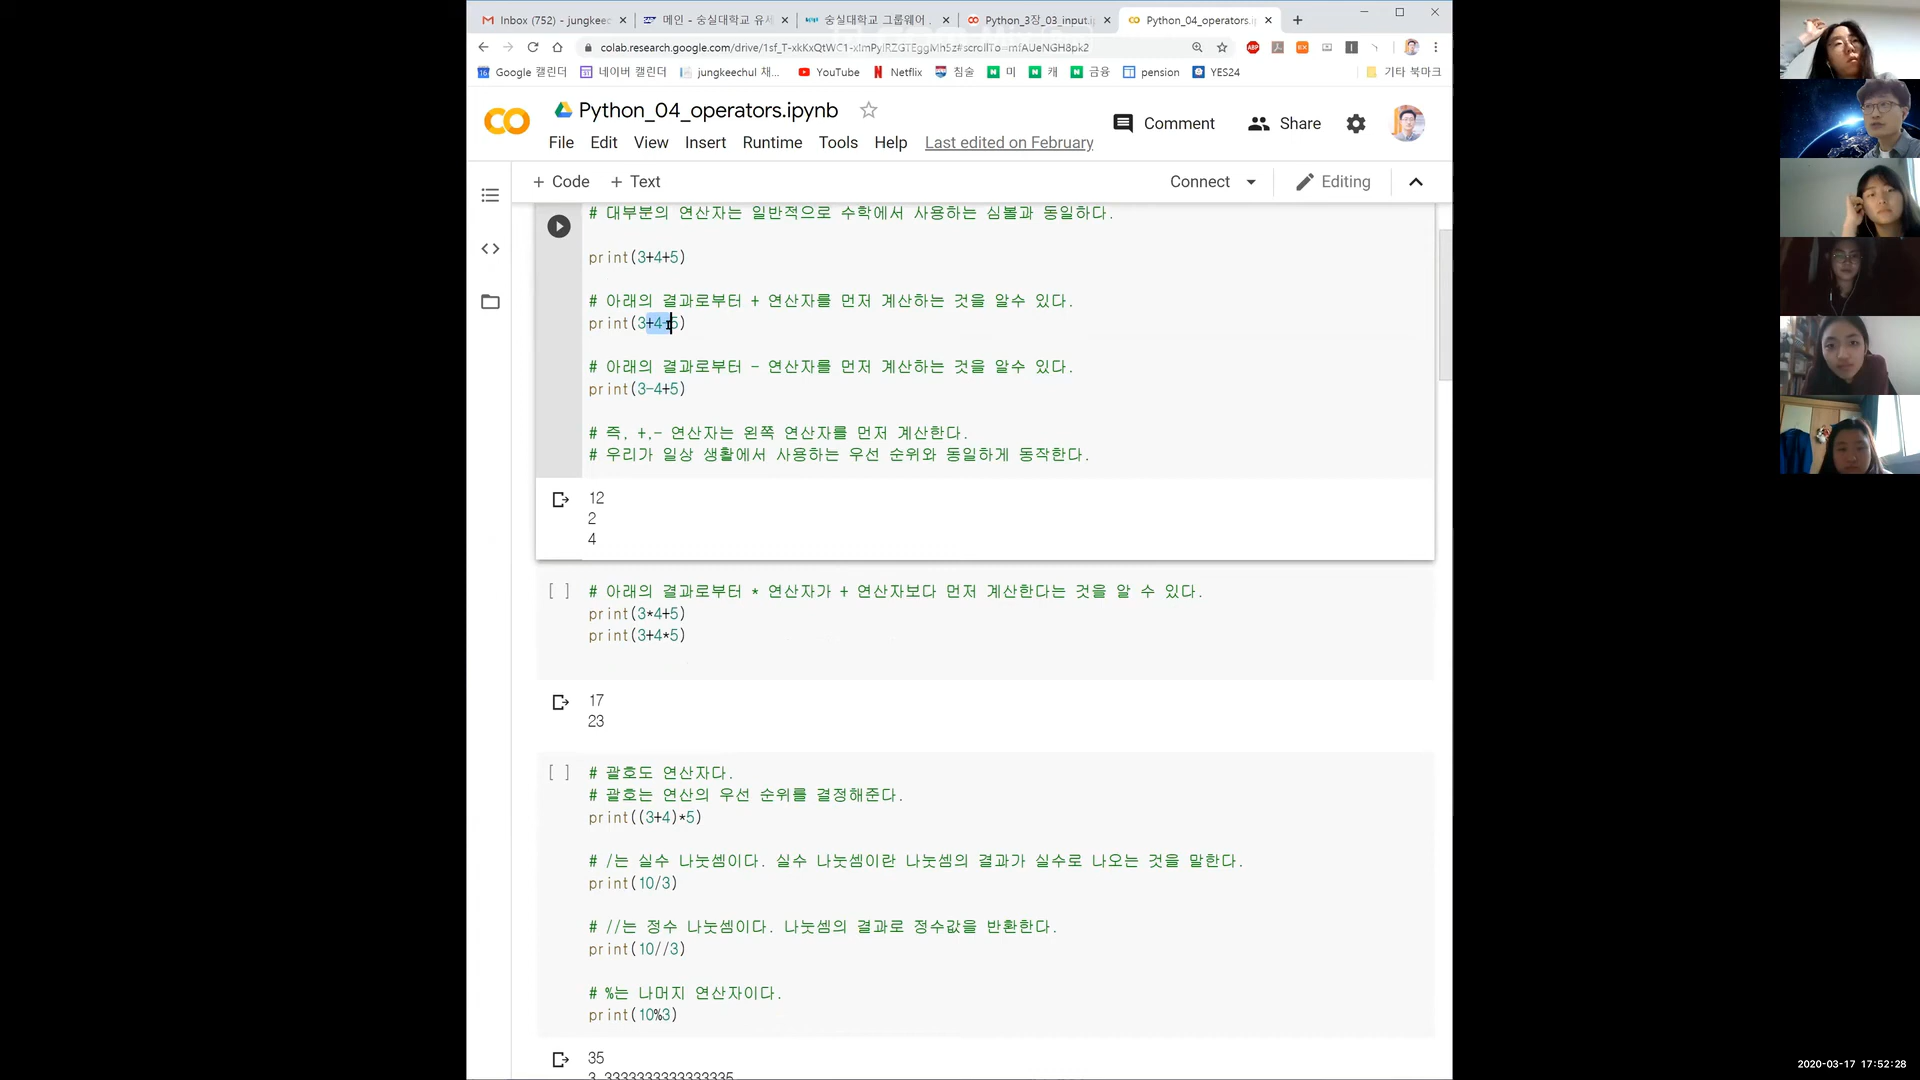 Inbox (752) - jungkeec
메인 - 숭실대학교 유세
숭실대학교 그룹웨어 .
Python_3장_03_input.i
Python_04_operators.i
colab.research.google.com/drive/
Google 캘린더
네이버 캘린더
jungkeechul 채...
YouTube
Netflix
침술
미
캐
금융
pension
YES24
기타 북마크
Python_04_operators.ipynb
Comment
Share
File Edit View Insert Runtime Tools Help Last edited on February
+ Code + Text
Connect
Editing
# 대부분의 연산자는 일반적으로 수학에서 사용하는 심볼과 동일하다.
print(3+4+5)
# 아래의 결과로부터 + 연산자를 먼저 계산하는 것을 알수 있다.
print(3+4-5)
# 아래의 결과로부터 - 연산자를 먼저 계산하는 것을 알수 있다.
print(3-4+5)
# 즉, +,- 연산자는 왼쪽 연산자를 먼저 계산한다.
# 우리가 일상 생활에서 사용하는 우선 순위와 동일하게 동작한다.
12
2
4
[ ] # 아래의 결과로부터 * 연산자가 + 연산자보다 먼저 계산한다는 것을 알 수 있다.
print(3*4+5)
print(3+4*5)
17
23
[ ] # 괄호도 연산자다.
# 괄호는 연산의 우선 순위를 결정해준다.
print((3+4)*5)
# /는 실수 나눗셈이다. 실수 나눗셈이란 나눗셈의 결과가 실수로 나오는 것을 말한다.
print(10/3)
# //는 정수 나눗셈이다. 나눗셈의 결과로 정수값을 반환한다.
print(10//3)
# %는 나머지 연산자이다.
print(10%3)
35
3.3333333333333335
2020-03-17 17:52:28